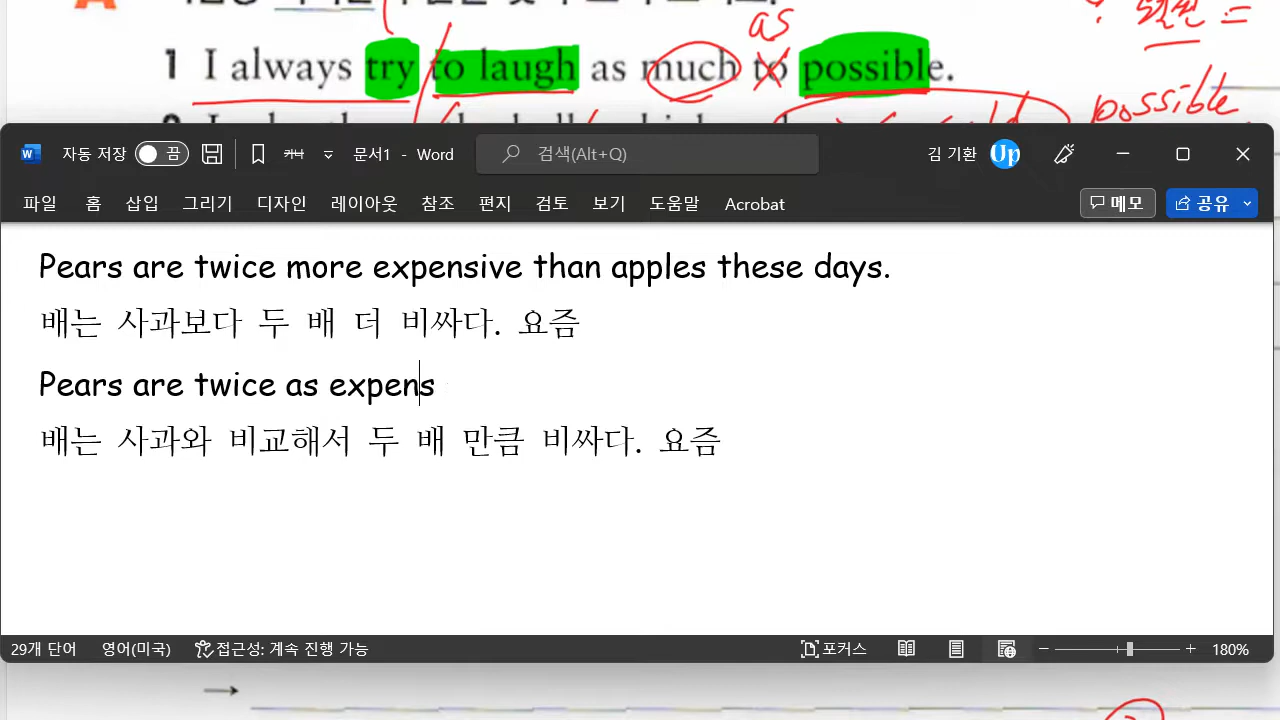 as
1 I always try to laugh as much to possible.
possible
자동 저장 끔 가나 문서1 - Word 검색(Alt+Q) 김 기환 Up
파일 홈 삽입 그리기 디자인 레이아웃 참조 편지 검토 보기 도움말 Acrobat 메모 공유
Pears are twice more expensive than apples these days.
배는 사과보다 두 배 더 비싸다. 요즘
Pears are twice as expens
배는 사과와 비교해서 두 배 만큼 비싸다. 요즘
29개 단어 영어(미국) 접근성: 계속 진행 가능 포커스 180%